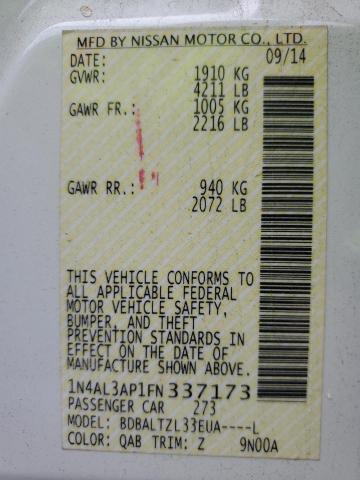 MFD BY NISSAN MOTOR CO., LTD.
DATE: 09/14
GVWR: 1910 KG
4211 LB
GAWR FR.: 1005 KG
2216 LB
GAWR RR.: 940 KG
2072 LB
THIS VEHICLE CONFORMS TO
ALL APPLICABLE FEDERAL
MOTOR VEHICLE SAFETY,
BUMPER, AND THEFT
PREVENTION STANDARDS IN
EFFECT ON THE DATE OF
MANUFACTURE SHOWN ABOVE.
1N4AL3AP1FN337173
PASSENGER CAR 273
MODEL: BDBALTZL33EUA----L
COLOR: QAB TRIM: Z 9N00A